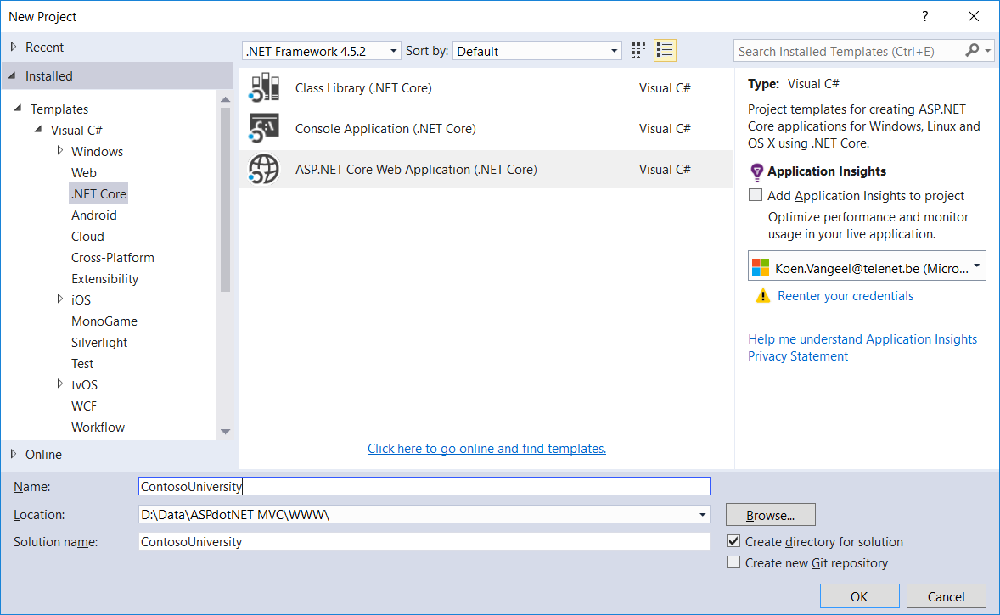 New Project
?
Recent
.NET Framework 4.5.2
Sort by:
Default
Search Installed Templates (Ctrl+E)
Installed
Templates
Visual C#
Windows
Web
.NET Core
Android
Cloud
Cross-Platform
Extensibility
iOS
MonoGame
Silverlight
Test
tvOS
WCF
Workflow
Online
Class Library (.NET Core) Visual C#
Console Application (.NET Core) Visual C#
ASP.NET Core Web Application (.NET Core) Visual C#
Click here to go online and find templates.
Type: Visual C#
Project templates for creating ASP.NET
Core applications for Windows, Linux and
OS X using .NET Core.
Application Insights
Add Application Insights to project
Optimize performance and monitor
usage in your live application.
Koen.Vangeel@telenet.be (Micro...
Reenter your credentials
Help me understand Application Insights
Privacy Statement
Name: ContosoUniversity
Location: D:\Data\ASPdotNET MVC\WWW\
Browse...
Solution name: ContosoUniversity
Create directory for solution
Create new Git repository
OK
Cancel